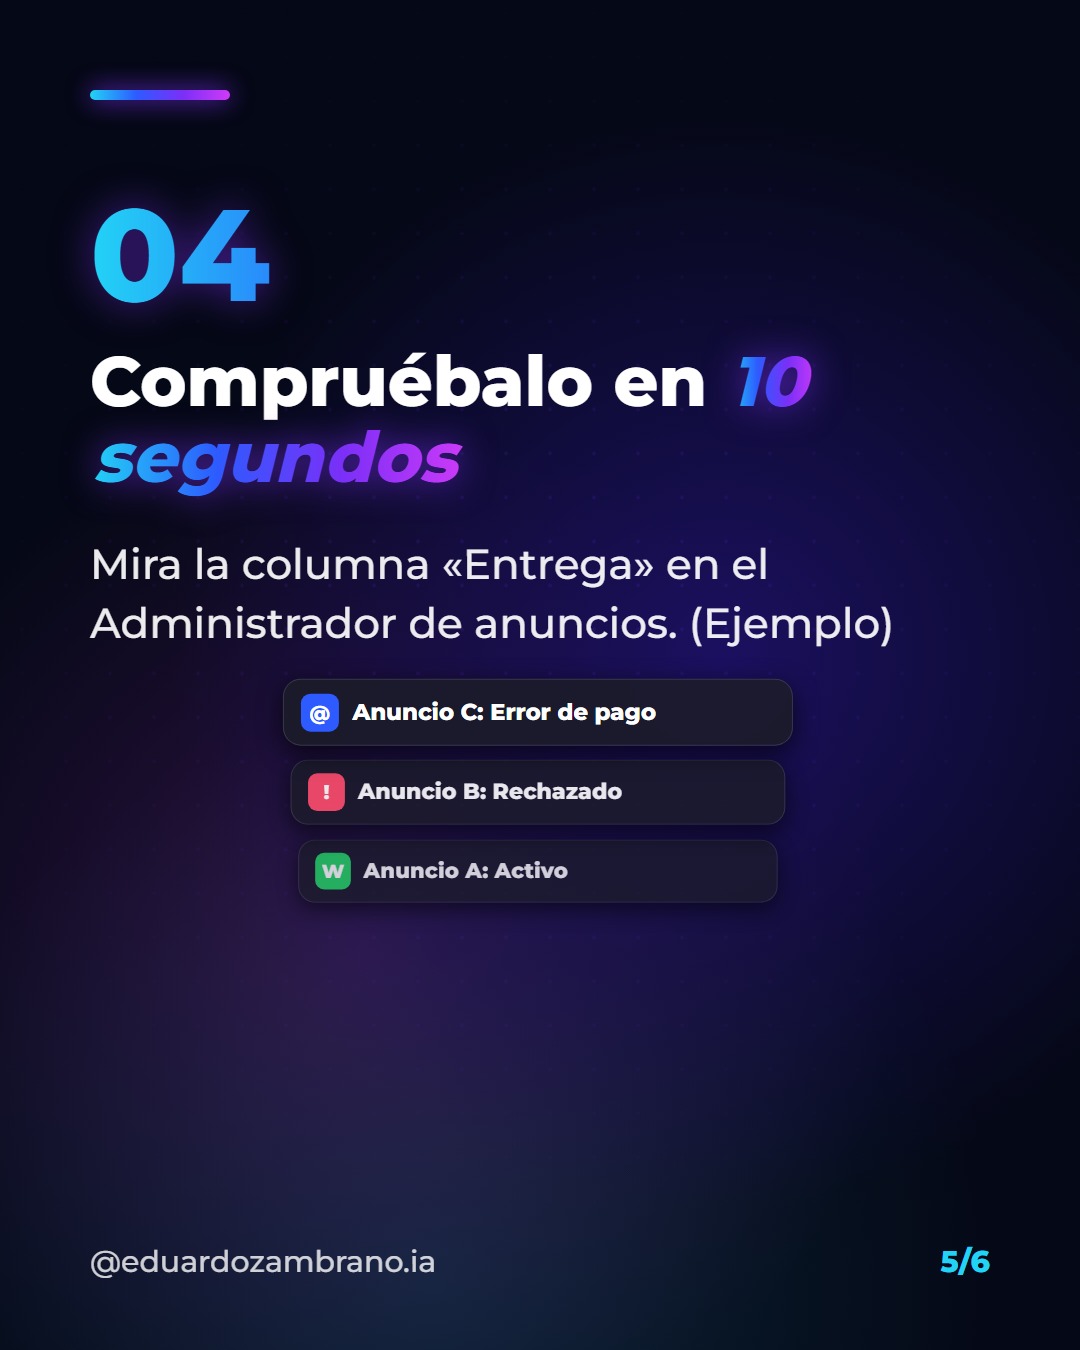 04
Compruébalo en 10
segundos
Mira la columna «Entrega» en el
Administrador de anuncios. (Ejemplo)
@ Anuncio C: Error de pago
! Anuncio B: Rechazado
W Anuncio A: Activo
@eduardozambrano.ia
5/6